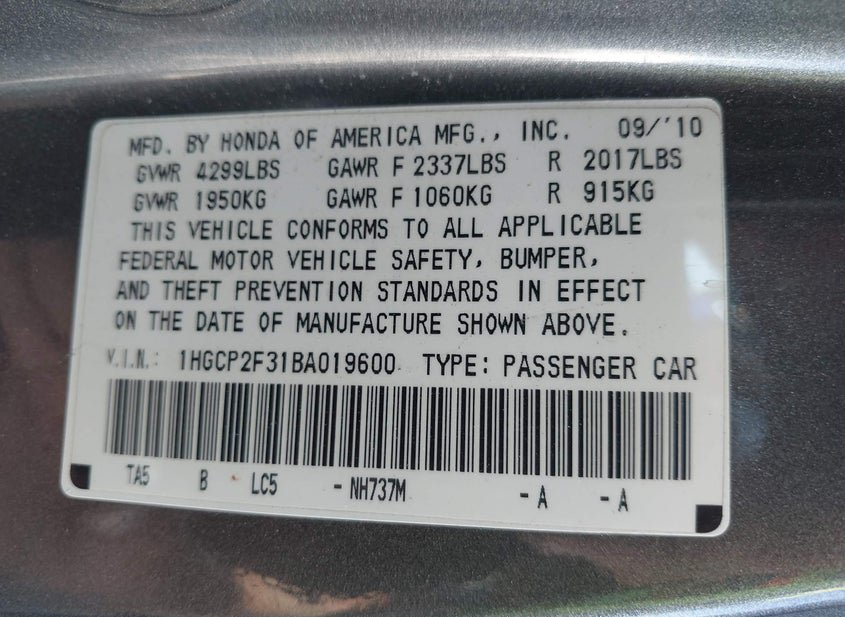 MFD. BY HONDA OF AMERICA MFG., INC. 09/'10
GVWR 4299LBS GAWR F 2337LBS R 2017LBS
GVWR 1950KG GAWR F 1060KG R 915KG
THIS VEHICLE CONFORMS TO ALL APPLICABLE
FEDERAL MOTOR VEHICLE SAFETY, BUMPER,
AND THEFT PREVENTION STANDARDS IN EFFECT
ON THE DATE OF MANUFACTURE SHOWN ABOVE.
V.I.N.: 1HGCP2F31BA019600 TYPE: PASSENGER CAR
TA5 B LC5 -NH737M -A -A